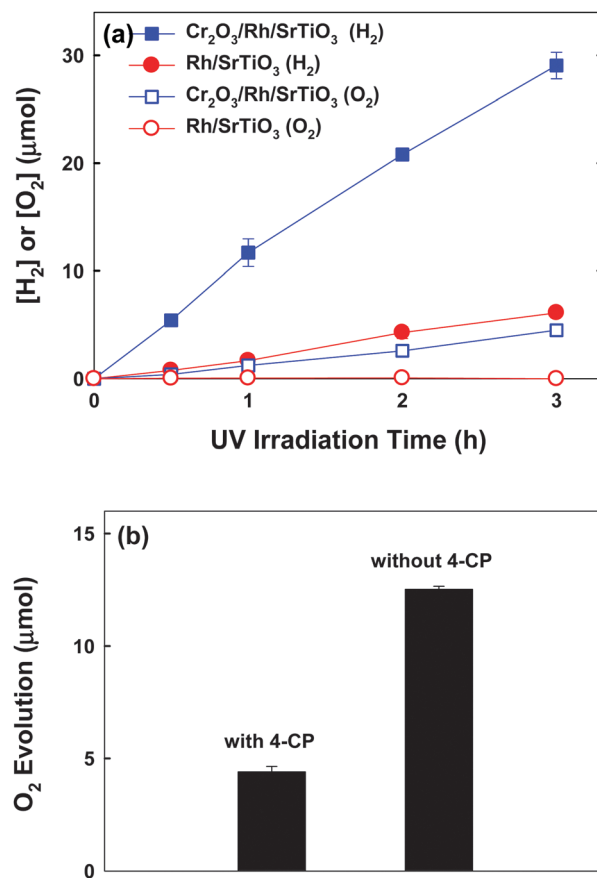 (a)
Cr₂O₃/Rh/SrTiO₃ (H₂)
Rh/SrTiO₃ (H₂)
Cr₂O₃/Rh/SrTiO₃ (O₂)
Rh/SrTiO₃ (O₂)
[H₂] or [O₂] (μmol)
30
20
10
0
0 1 2 3
UV Irradiation Time (h)
(b)
O₂ Evolution (μmol)
15
10
5
0
without 4-CP
with 4-CP